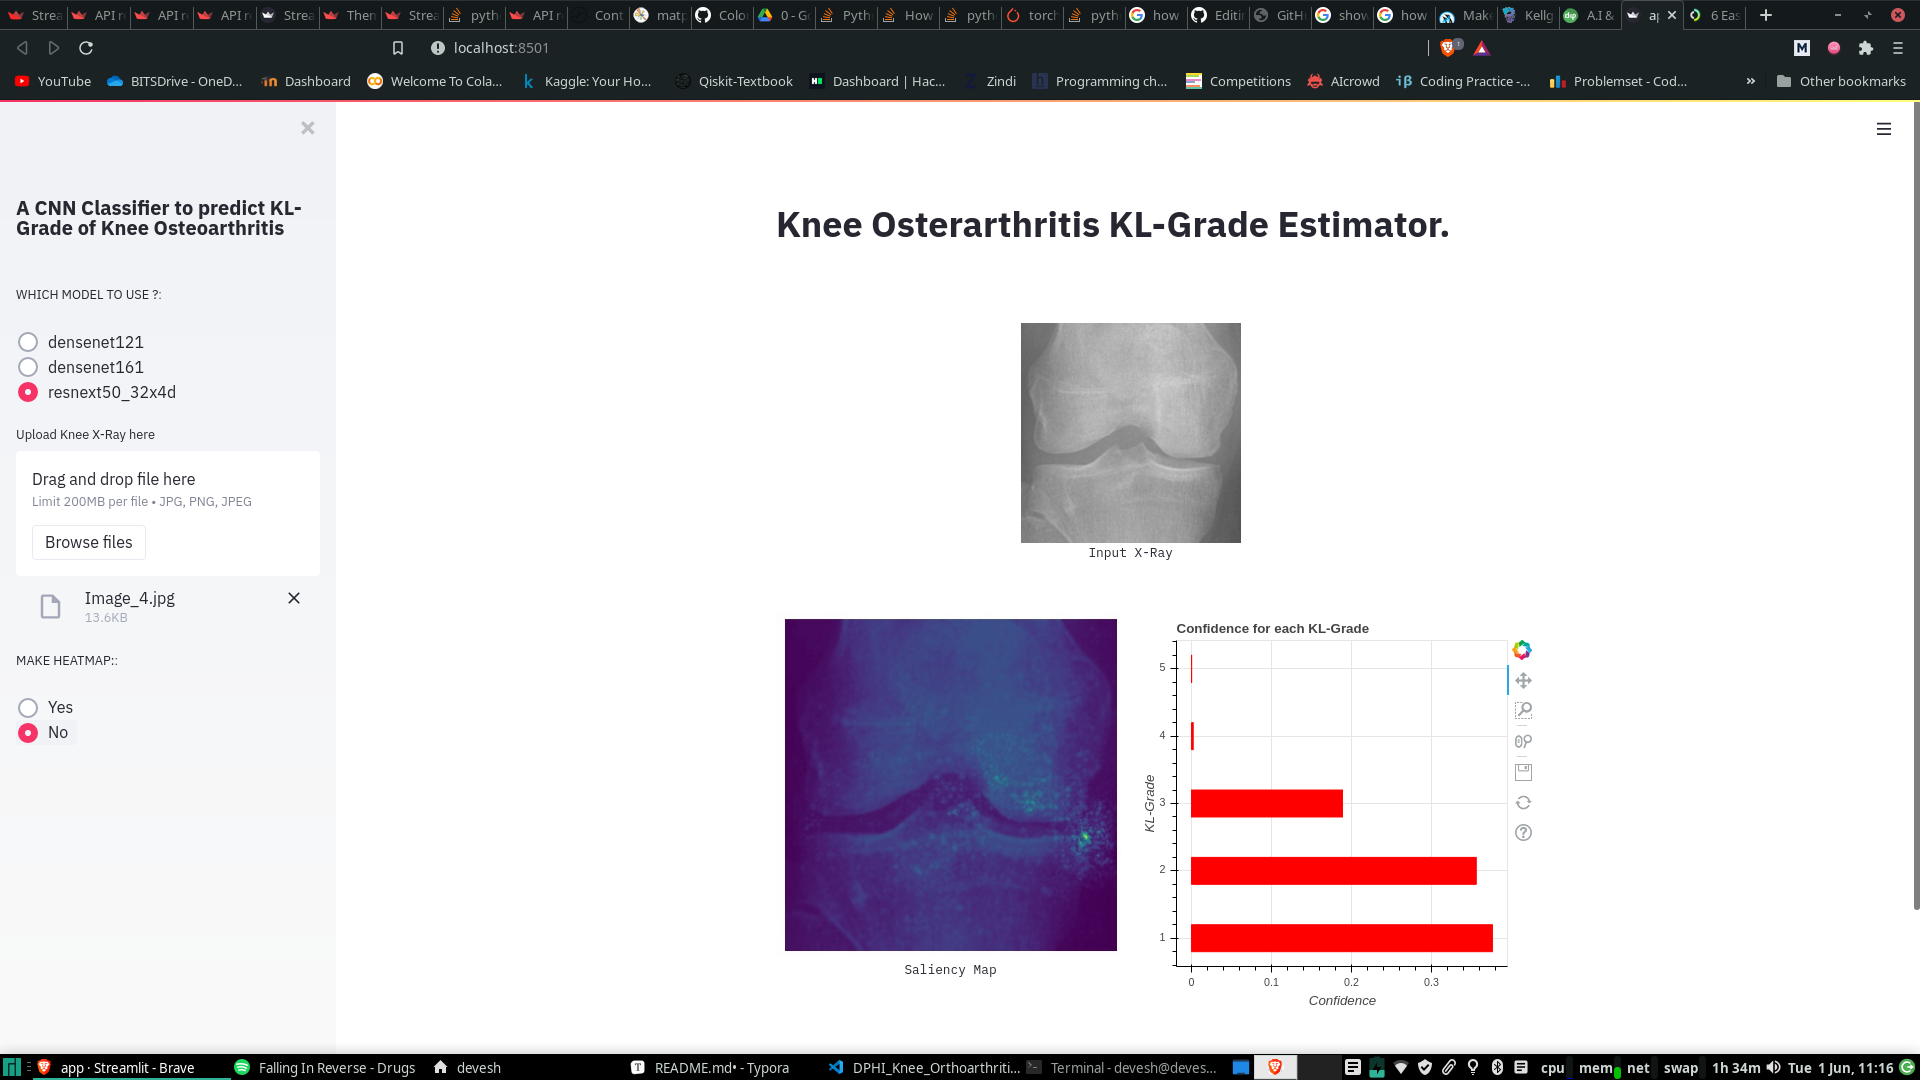 Strea
API re
API re
API re
Strea
Them
Strea
pyth
API re
Cont
matp
Colo
0 - Go
Pyth
How
pyth
torch
pyth
how
Editi
GitH
show
how
Make
Kellg
A.I &
ap
6 Eas
localhost:8501
YouTube
BITSDrive - OneD...
Dashboard
Welcome To Cola...
Kaggle: Your Ho...
Qiskit-Textbook
Dashboard | Hac...
Zindi
Programming ch...
Competitions
AIcrowd
Coding Practice -...
Problemset - Cod...
»
Other bookmarks
A CNN Classifier to predict KL-
Grade of Knee Osteoarthritis
WHICH MODEL TO USE ?:
densenet121
densenet161
resnext50_32x4d
Upload Knee X-Ray here
Drag and drop file here
Limit 200MB per file • JPG, PNG, JPEG
Browse files
Image_4.jpg
13.6KB
MAKE HEATMAP::
Yes
No
Knee Osterarthritis KL-Grade Estimator.
Input X-Ray
Saliency Map
Confidence for each KL-Grade
5
4
3
2
1
KL-Grade
0 0.1 0.2 0.3
Confidence
app · Streamlit - Brave
Falling In Reverse - Drugs
devesh
README.md• - Typora
DPHI_Knee_Orthoarthriti...
Terminal - devesh@deves...
cpu mem net swap 1h 34m Tue 1 Jun, 11:16